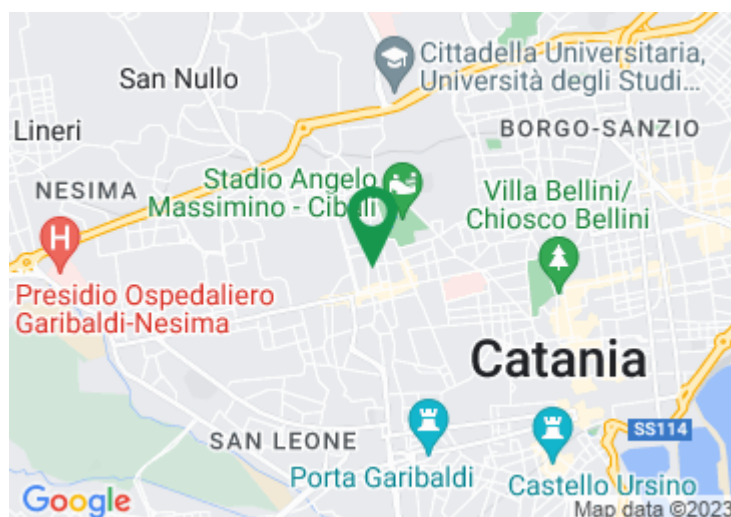 San Nullo
Cittadella Universitaria,
Università degli Studi...
Lineri
BORGO-SANZIO
NESIMA
Stadio Angelo
Massimino - Cibali
Villa Bellini/
Chiosco Bellini
H
Presidio Ospedaliero
Garibaldi-Nesima
Catania
SAN LEONE
SS114
Porta Garibaldi
Castello Ursino
Google
Map data ©2023